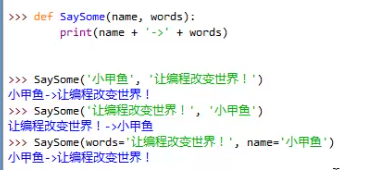 >>> def SaySome(name, words):
        print(name + '->' + words)
>>> SaySome('小甲鱼', '让编程改变世界！')
小甲鱼->让编程改变世界！
>>> SaySome('让编程改变世界！', '小甲鱼')
让编程改变世界！->小甲鱼
>>> SaySome(words='让编程改变世界！', name='小甲鱼')
小甲鱼->让编程改变世界！